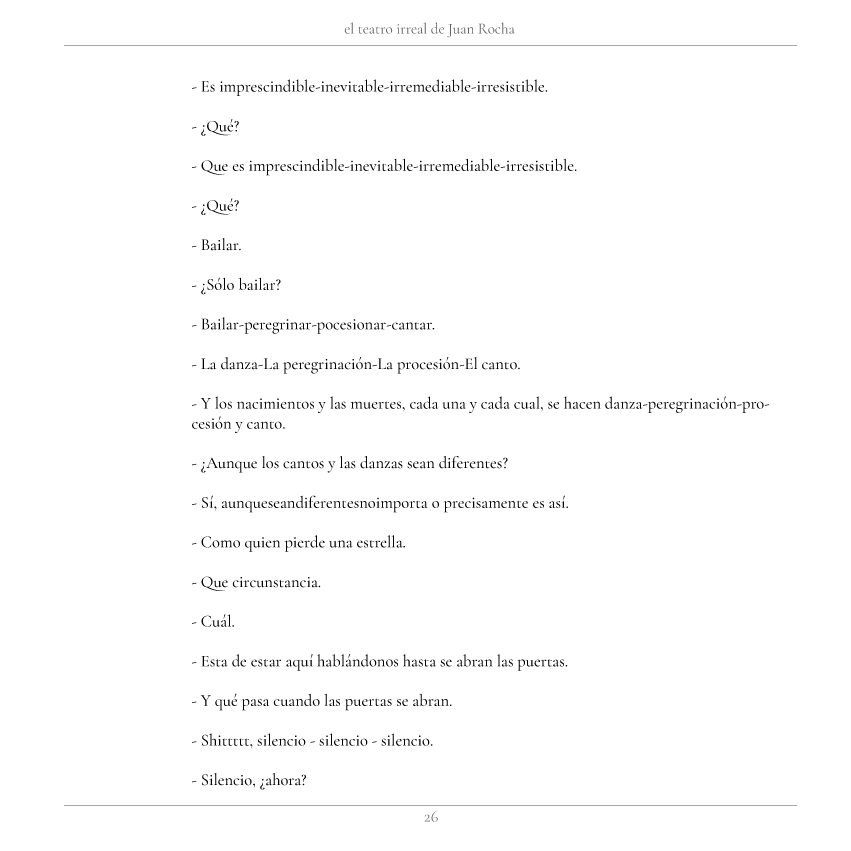 el teatro irreal de Juan Rocha
- Es imprescindible-inevitable-irremediable-irresistible.
- ¿Qué?
- Que es imprescindible-inevitable-irremediable-irresistible.
- ¿Qué?
- Bailar.
- ¿Sólo bailar?
- Bailar-peregrinar-pocesionar-cantar.
- La danza-La peregrinación-La procesión-El canto.
- Y los nacimientos y las muertes, cada una y cada cual, se hacen danza-peregrinación-pro-
cesión y canto.
- ¿Aunque los cantos y las danzas sean diferentes?
- Sí, aunqueseandiferentesnoimporta o precisamente es así.
- Como quien pierde una estrella.
- Que circunstancia.
- Cuál.
- Esta de estar aquí hablándonos hasta se abran las puertas.
- Y qué pasa cuando las puertas se abran.
- Shittttt, silencio - silencio - silencio.
- Silencio, ¿ahora?
26